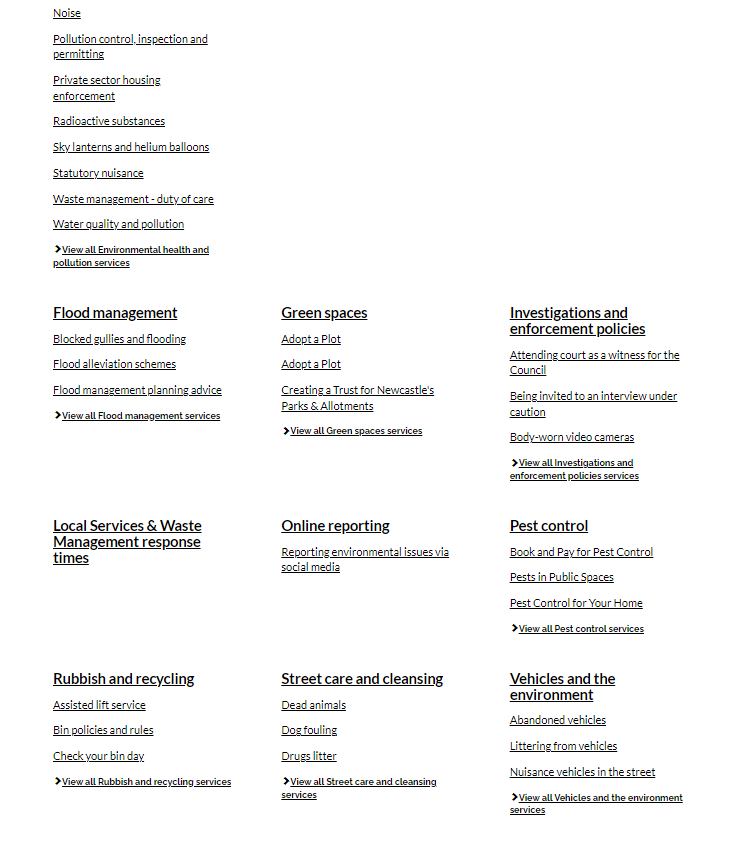 Noise
Pollution control, inspection and
permitting
Private sector housing
enforcement
Radioactive substances
Sky lanterns and helium balloons
Statutory nuisance
Waste management - duty of care
Water quality and pollution
View all Environmental health and
pollution services
Flood management
Blocked gullies and flooding
Flood alleviation schemes
Flood management planning advice
View all Flood management services
Green spaces
Adopt a Plot
Adopt a Plot
Creating a Trust for Newcastle's
Parks & Allotments
View all Green spaces services
Investigations and
enforcement policies
Attending court as a witness for the
Council
Being invited to an interview under
caution
Body-worn video cameras
View all Investigations and
enforcement policies services
Local Services & Waste
Management response
times
Online reporting
Reporting environmental issues via
social media
Pest control
Book and Pay for Pest Control
Pests in Public Spaces
Pest Control for Your Home
View all Pest control services
Rubbish and recycling
Assisted lift service
Bin policies and rules
Check your bin day
View all Rubbish and recycling services
Street care and cleansing
Dead animals
Dog fouling
Drugs litter
View all Street care and cleansing
services
Vehicles and the
environment
Abandoned vehicles
Littering from vehicles
Nuisance vehicles in the street
View all Vehicles and the environment
services